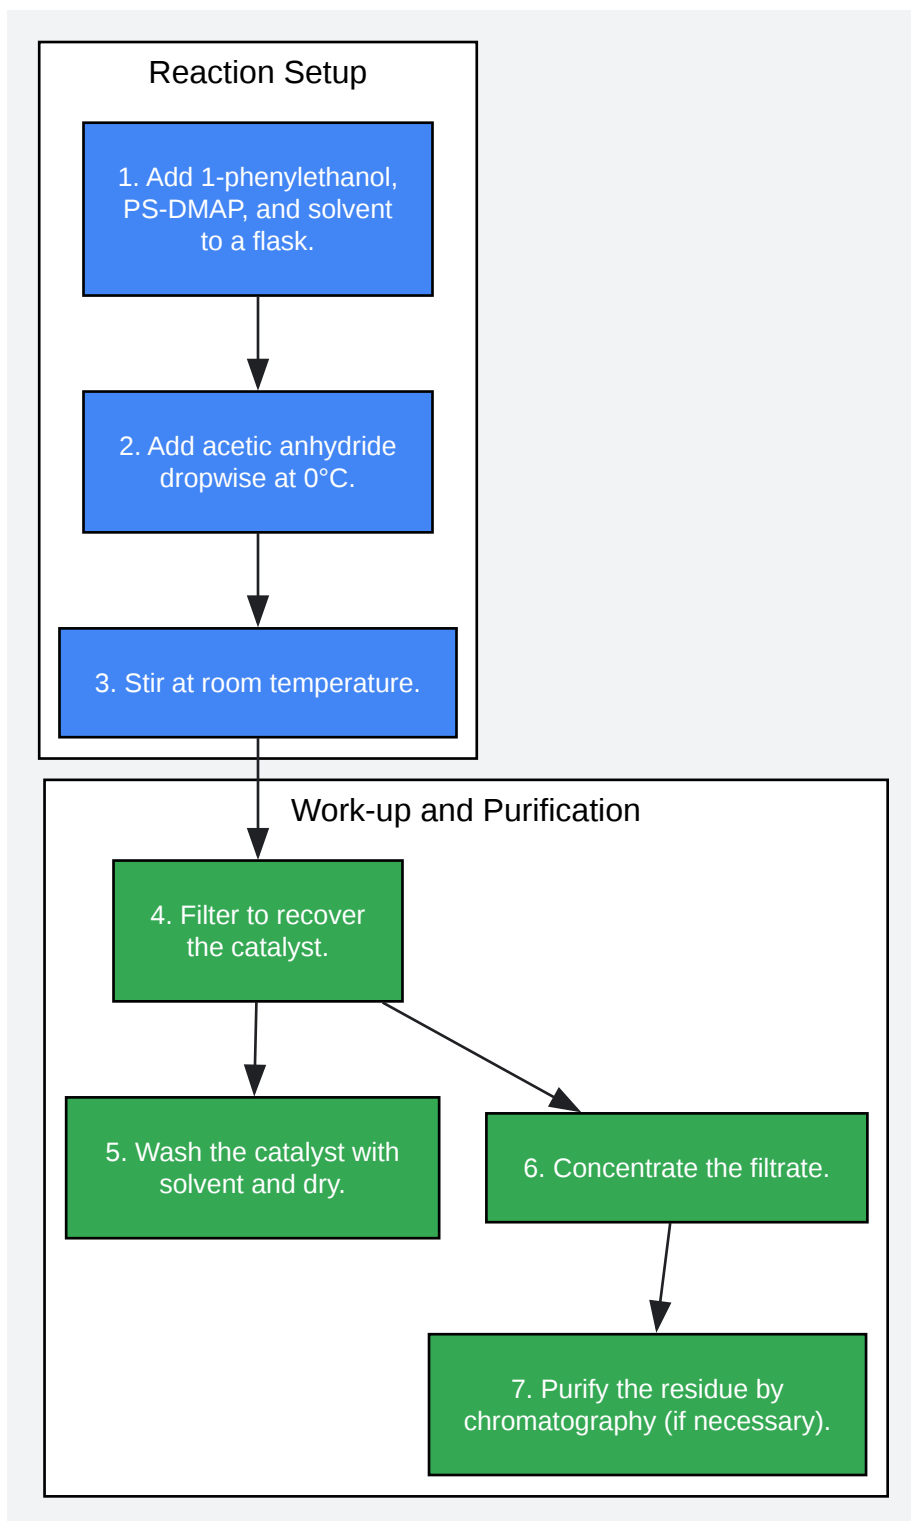 Reaction Setup
1. Add 1-phenylethanol,
PS-DMAP, and solvent
to a flask.
2. Add acetic anhydride
dropwise at 0°C.
3. Stir at room temperature.
Work-up and Purification
4. Filter to recover
the catalyst.
5. Wash the catalyst with
solvent and dry.
6. Concentrate the filtrate.
7. Purify the residue by
chromatography (if necessary).